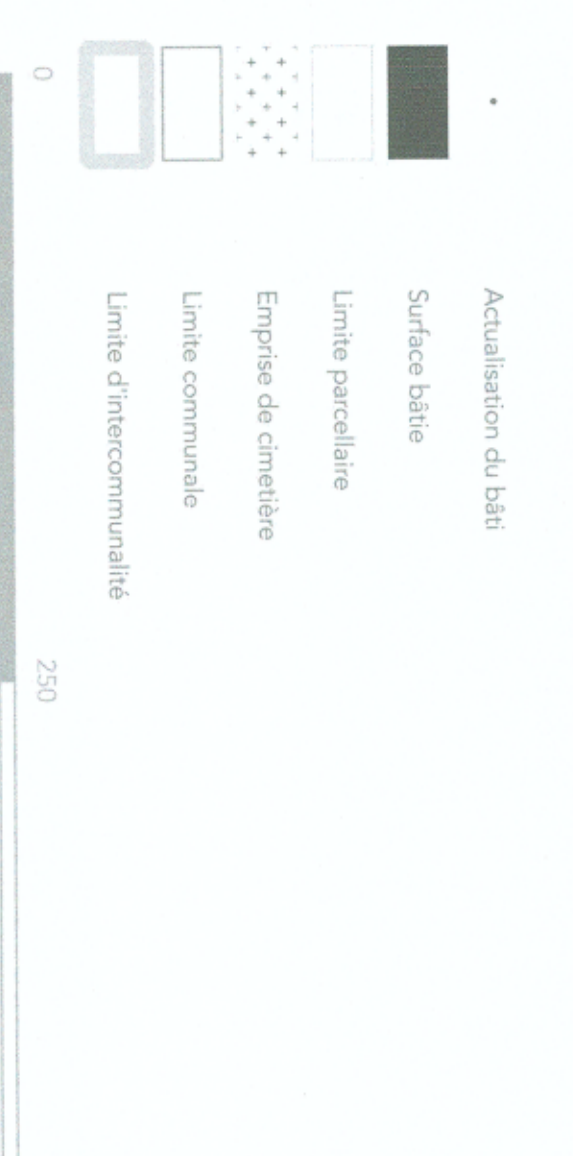 Actualisation du bâti
Surface bâtie
Limite parcellaire
Emprise de cimetière
Limite communale
Limite d'intercommunalité
0 250